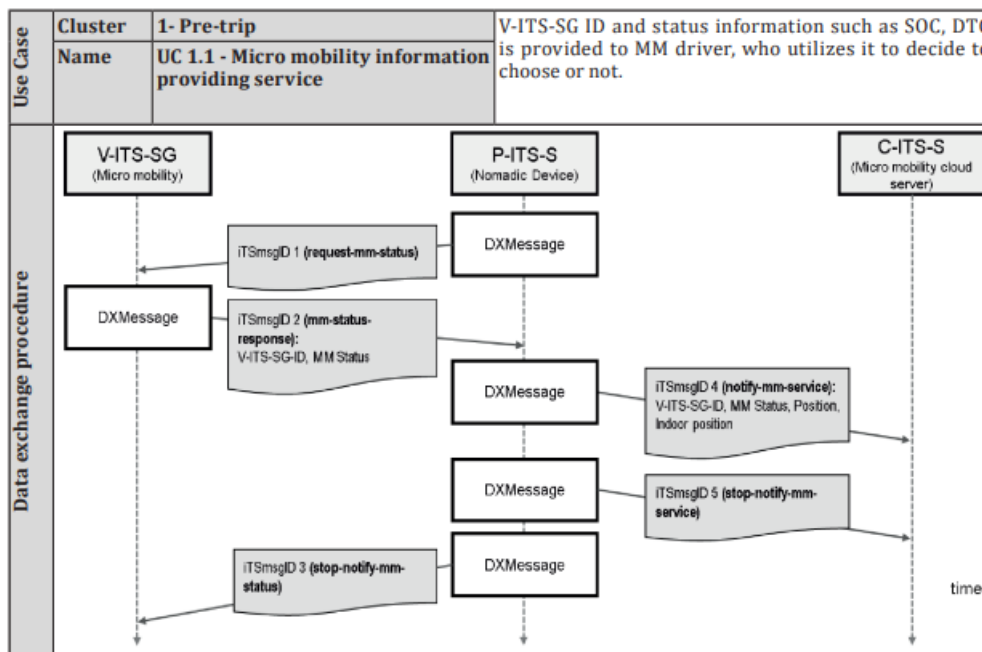 Use Case
Cluster
1- Pre-trip
Name
UC 1.1 - Micro mobility information
providing service
V-ITS-SG ID and status information such as SOC, DTC
is provided to MM driver, who utilizes it to decide to
choose or not.
Data exchange procedure
V-ITS-SG
(Micro mobility)
P-ITS-S
(Nomadic Device)
C-ITS-S
(Micro mobility cloud
server)
DXMessage
iTSmsgID 1 (request-mm-status)
DXMessage
iTSmsgID 2 (mm-status-
response):
V-ITS-SG-ID, MM Status
DXMessage
iTSmsgID 4 (notify-mm-service):
V-ITS-SG-ID, MM Status, Position,
Indoor position
DXMessage
iTSmsgID 5 (stop-notify-mm-
service)
DXMessage
iTSmsgID 3 (stop-notify-mm-
status)
time